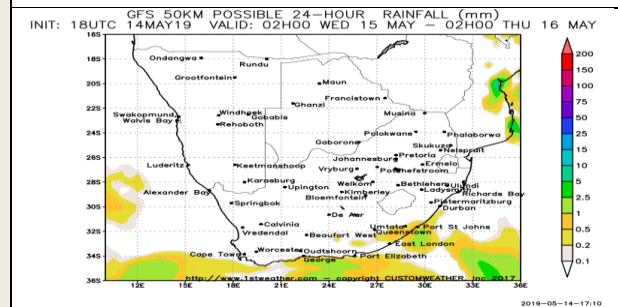 GFS 50KM POSSIBLE 24-HOUR RAINFALL (mm)
INIT: 18UTC 14MAY19 VALID: 02H00 WED 15 MAY – 02H00 THU 16 MAY
16S
Ondangwa
Rundu
200
18S
Grootfontein
150
Maun
20S
100
Francistown
Ghanzi
75
22S
Windhoek
Gobabis
Musina
50
Swakopmund
Walvis Bay
Rehoboth
25
24S
Polokwane
Phalaborwa
Gaborone
Skukuza
15
Pretoria
Nelspruit
26S
Johannesburg
10
Luderitz
Keetmanshoop
Vryburg
Potchefstroom
Ermelo
5
28S
Karasburg
Upington
Welkom
Bethlehem
Ulundi
Alexander Bay
Kimberley
Ladysmith
Richards Bay
2.5
Springbok
Bloemfontein
Pietermaritzburg
30S
Durban
1
De Aar
Calvinia
Umtata
Port St Johns
0.5
32S
Vredendal
Beaufort West
Queenstown
East London
0.2
34S
Cape Town
Worcester
Oudtshoorn
George
Port Elizabeth
0.1
http://www.1stweather.com – copyright CUSTOMWEATHER, Inc 2017
36S
12E 15E 18E 21E 24E 27E 30E 33E 36E
2019-05-14-17:10